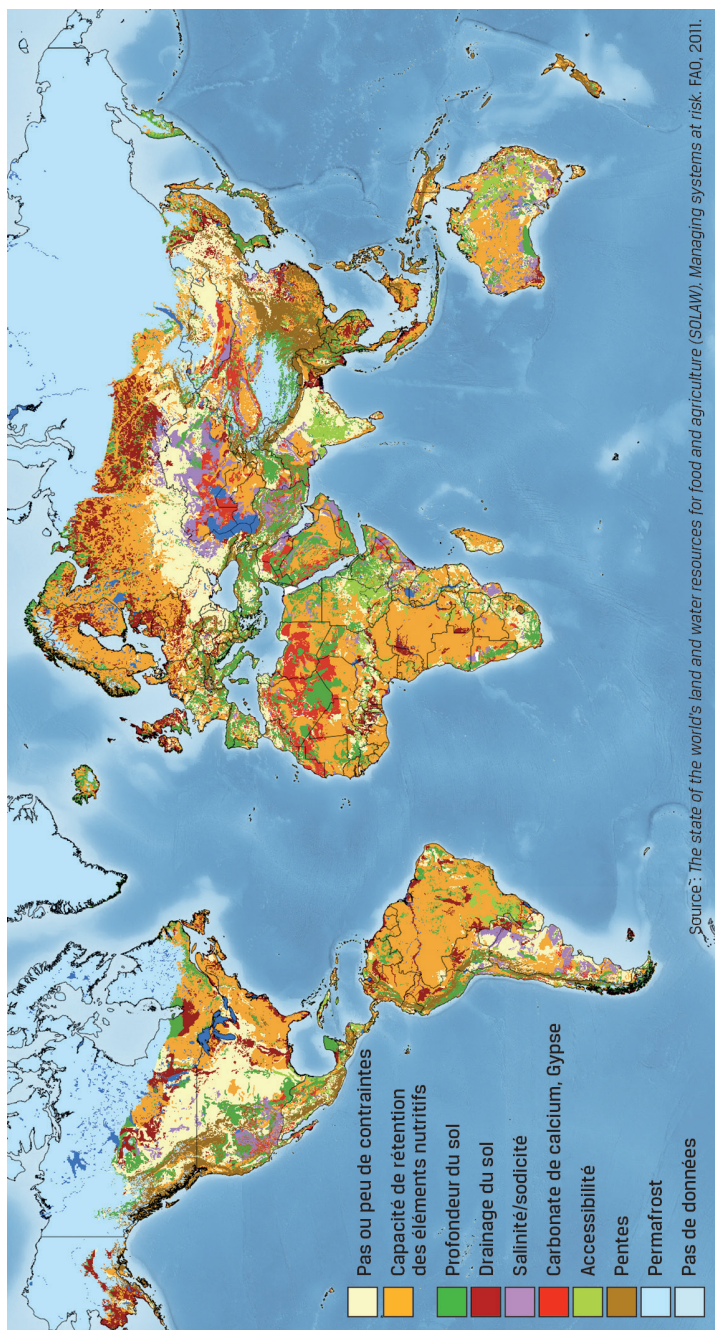 Pas ou peu de contraintes
Capacité de rétention
des éléments nutritifs
Profondeur du sol
Drainage du sol
Salinité/sodicité
Carbonate de calcium, Gypse
Accessibilité
Pentes
Permafrost
Pas de données
Source : The state of the world's land and water resources for food and agriculture (SOLAW). Managing systems at risk. FAO, 2011.